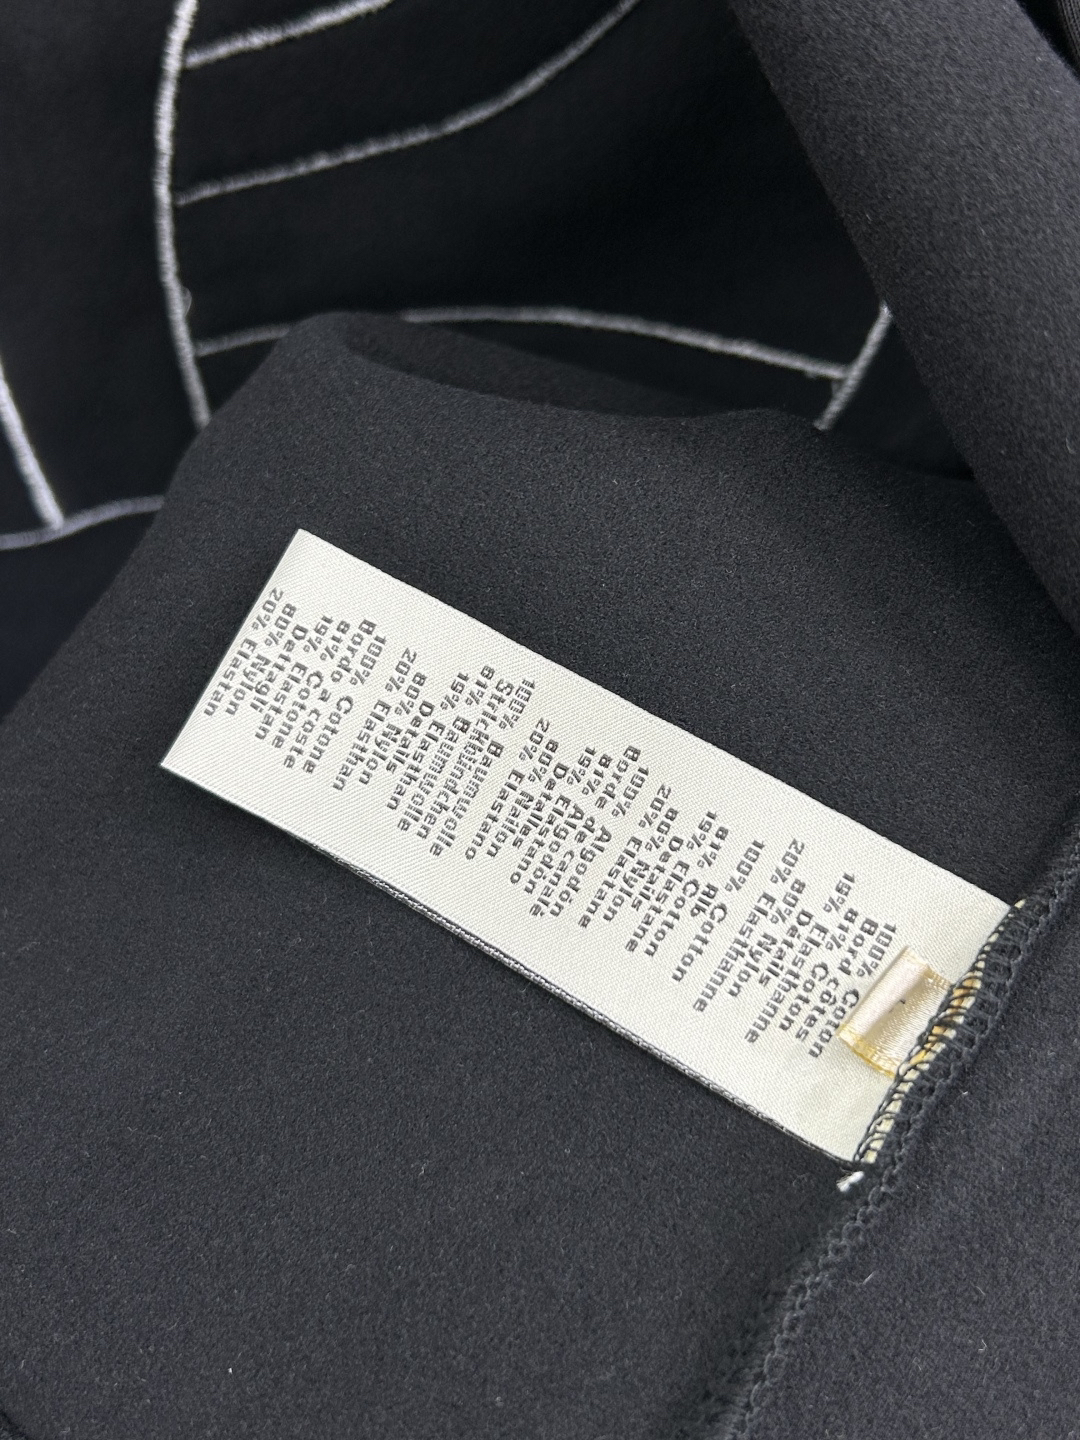 100% Coton
Bord côtes
81% Coton
19% Elasthanne
Details
80% Nylon
20% Elasthanne
100% Cotton
Rib
81% Cotton
19% Elastane
Details
80% Nylon
20% Elastane
100% Algodón
Borde de canalé
81% Algodón
19% Elastano
Detalles
80% Nailon
20% Elastano
100% Baumwolle
Strickbündchen
81% Baumwolle
19% Elasthan
Details
80% Nylon
20% Elasthan
100% Cotone
Bordo a coste
81% Cotone
19% Elastan
Dettagli
80% Nylon
20% Elastan